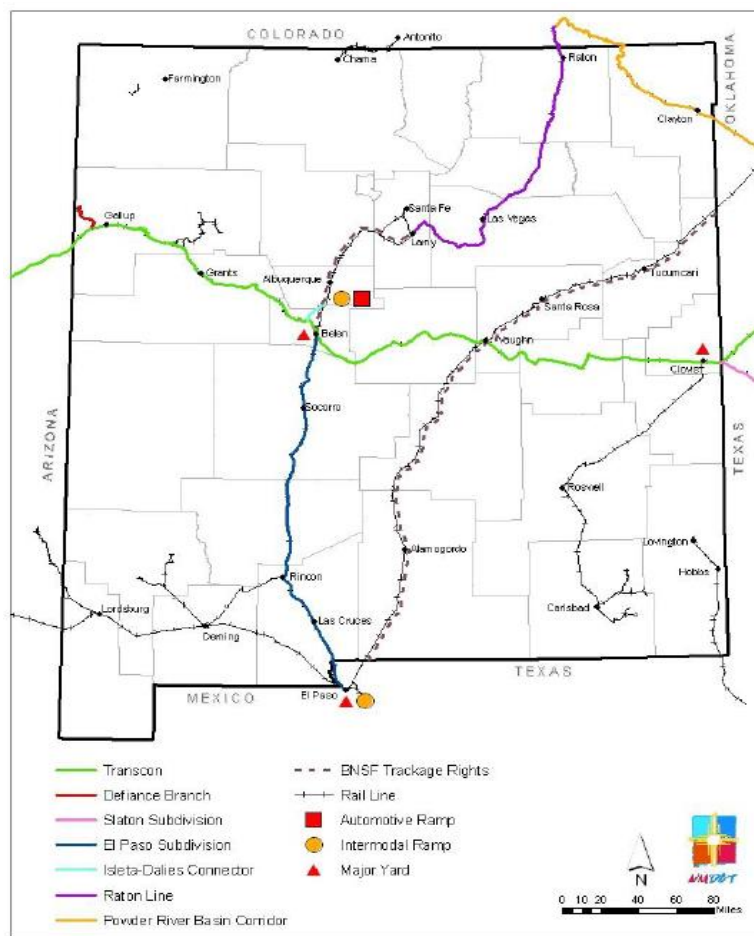 COLORADO
Antonito
Chama
Raton
OKLAHOMA
Farmington
Clayton
Gallup
Santa Fe
Las Vegas
Lamy
Grants
Albuquerque
Tucumcari
Santa Rosa
Belen
Vaughn
Clovis
ARIZONA
Socorro
TEXAS
Roswell
Alamogordo
Lovington
Hobbs
Rincon
Carlsbad
Lordsburg
Las Cruces
Deming
TEXAS
MEXICO
El Paso
Transcon
Defiance Branch
Slaton Subdivision
El Paso Subdivision
Isleta-Dalies Connector
Raton Line
Powder River Basin Corridor
BNSF Trackage Rights
Rail Line
Automotive Ramp
Intermodal Ramp
Major Yard
N
NMDOT
0 10 20 40 60 80
Miles